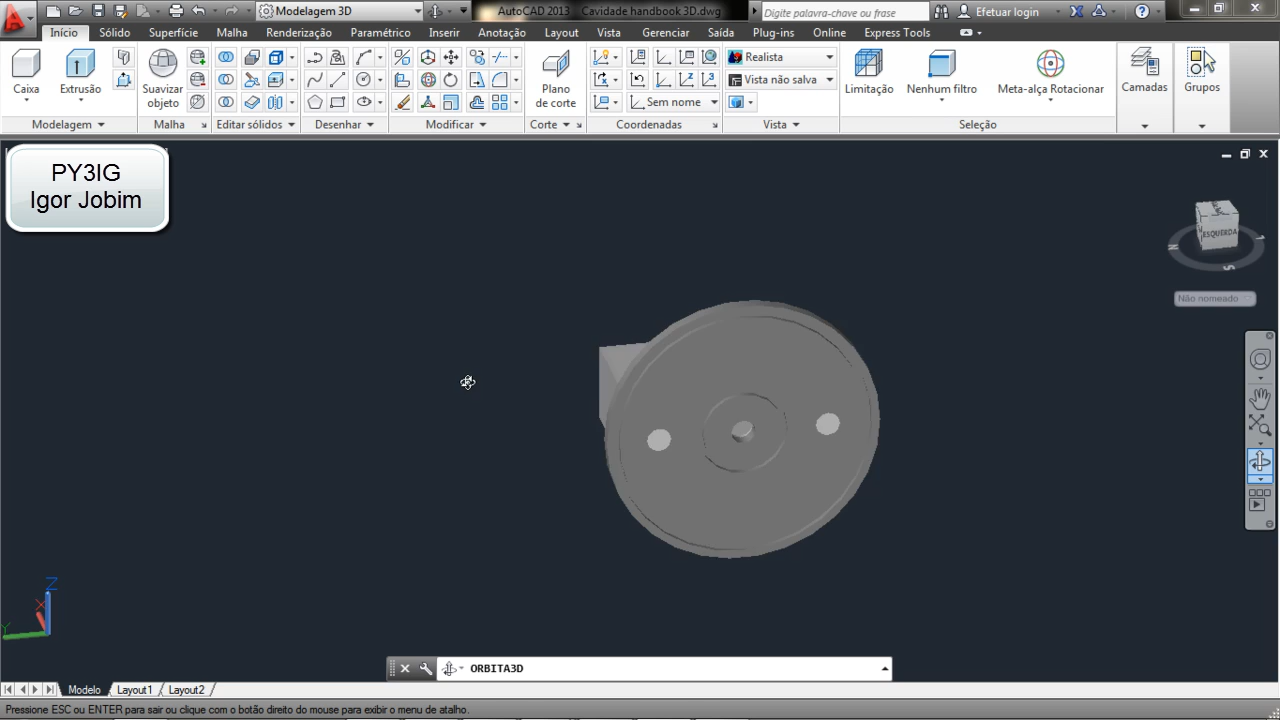 Modelagem 3D
AutoCAD 2013
Cavidade handbook 3D.dwg
Digite palavra-chave ou frase
Efetuar login
Início
Sólido
Superfície
Malha
Renderização
Paramétrico
Inserir
Anotação
Layout
Vista
Gerenciar
Saída
Plug-ins
Online
Express Tools
Caixa
Extrusão
Suavizar
objeto
Plano
de corte
Realista
Vista não salva
Sem nome
Limitação
Nenhum filtro
Meta-alça Rotacionar
Camadas
Grupos
Modelagem
Malha
Editar sólidos
Desenhar
Modificar
Corte
Coordenadas
Vista
Seleção
PY3IG
Igor Jobim
ESQUERDA
N
S
Não nomeado
Z
X
Y
ORBITA3D
Modelo
Layout1
Layout2
Pressione ESC ou ENTER para sair ou clique com o botão direito do mouse para exibir o menu de atalho.